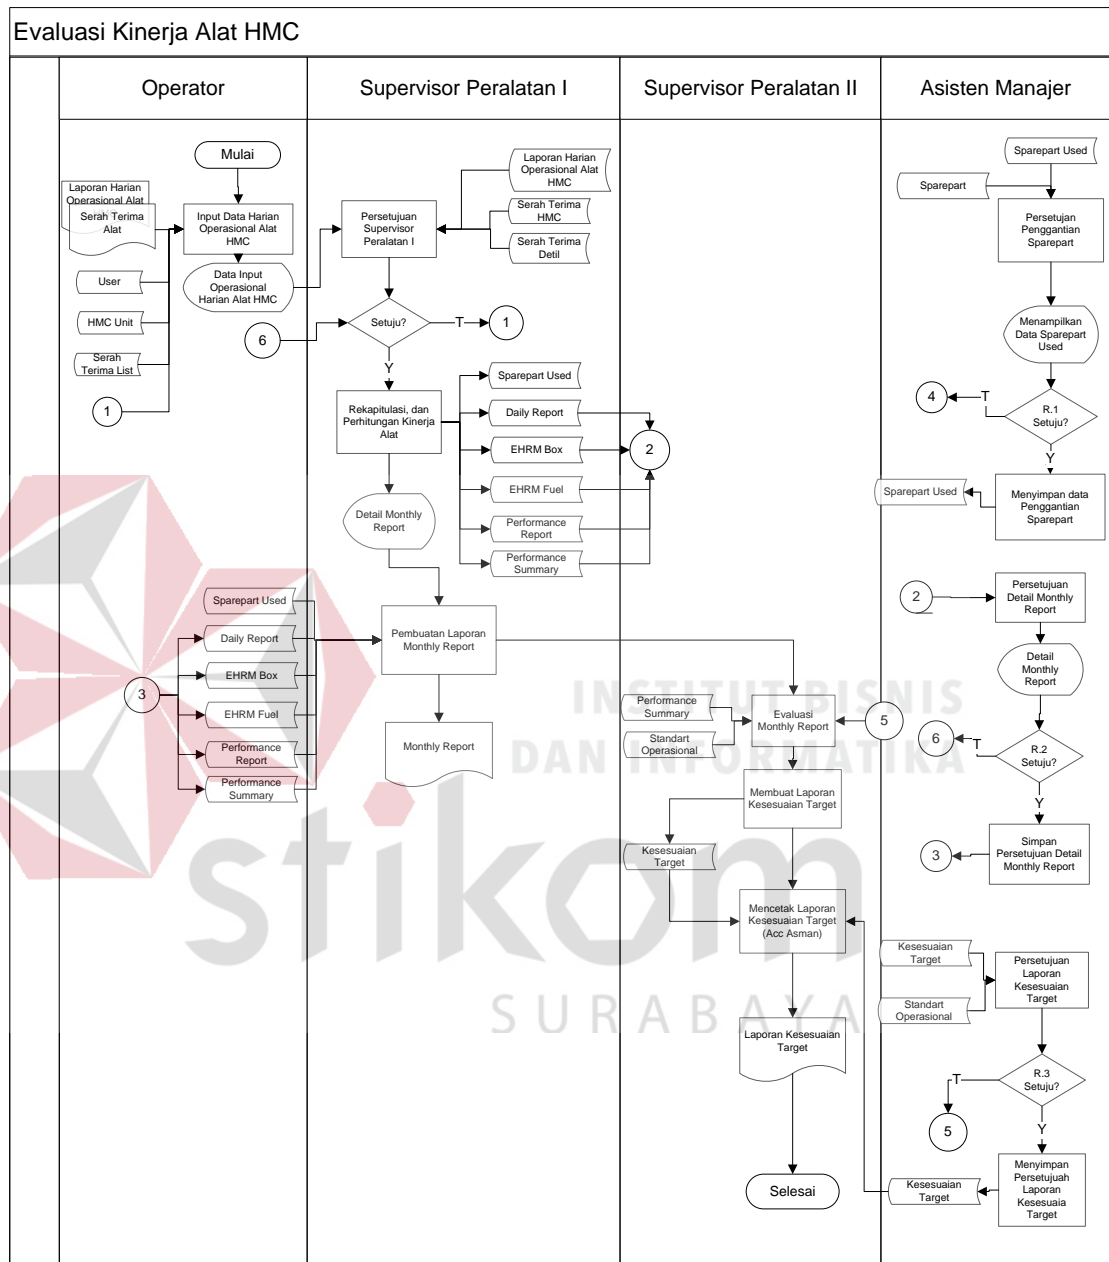 Evaluasi Kinerja Alat HMC
Operator
Supervisor Peralatan I
Supervisor Peralatan II
Asisten Manajer
Mulai
Laporan Harian
Operasional Alat
Serah Terima
Alat
Input Data Harian
Operasional Alat
HMC
User
Data Input
Operasional
Harian Alat HMC
HMC Unit
Serah
Terima List
1
6
Persetujuan
Supervisor
Peralatan I
Laporan Harian
Operasional Alat
HMC
Serah Terima
HMC
Serah Terima
Detil
Setuju?
T
1
Y
Rekapitulasi, dan
Perhitungan Kinerja
Alat
Sparepart Used
Daily Report
EHRM Box
EHRM Fuel
Performance
Report
Performance
Summary
2
Detail Monthly
Report
Sparepart Used
Daily Report
EHRM Box
EHRM Fuel
Performance
Report
Performance
Summary
3
Pembuatan Laporan
Monthly Report
Monthly Report
Performance
Summary
Standart
Operasional
Evaluasi
Monthly Report
5
Membuat Laporan
Kesesuaian Target
Kesesuaian
Target
Mencetak Laporan
Kesesuaian Target
(Acc Asman)
Laporan Kesesuaian
Target
Selesai
Sparepart Used
Sparepart
Persetujan
Penggantian
Sparepart
Menampilkan
Data Sparepart
Used
4
T
R.1
Setuju?
Y
Sparepart Used
Menyimpan data
Penggantian
Sparepart
2
Persetujuan
Detail Monthly
Report
Detail
Monthly
Report
6
T
R.2
Setuju?
Y
3
Simpan
Persetujuan Detail
Monthly Report
Kesesuaian
Target
Standart
Operasional
Persetujuan
Laporan
Kesesuaian
Target
T
R.3
Setuju?
5
Y
Kesesuaian
Target
Menyimpan
Persetujuah
Laporan
Kesesuaia
Target
INSTITUT BISNIS
DAN INFORMATIKA
stikom
SURABAYA